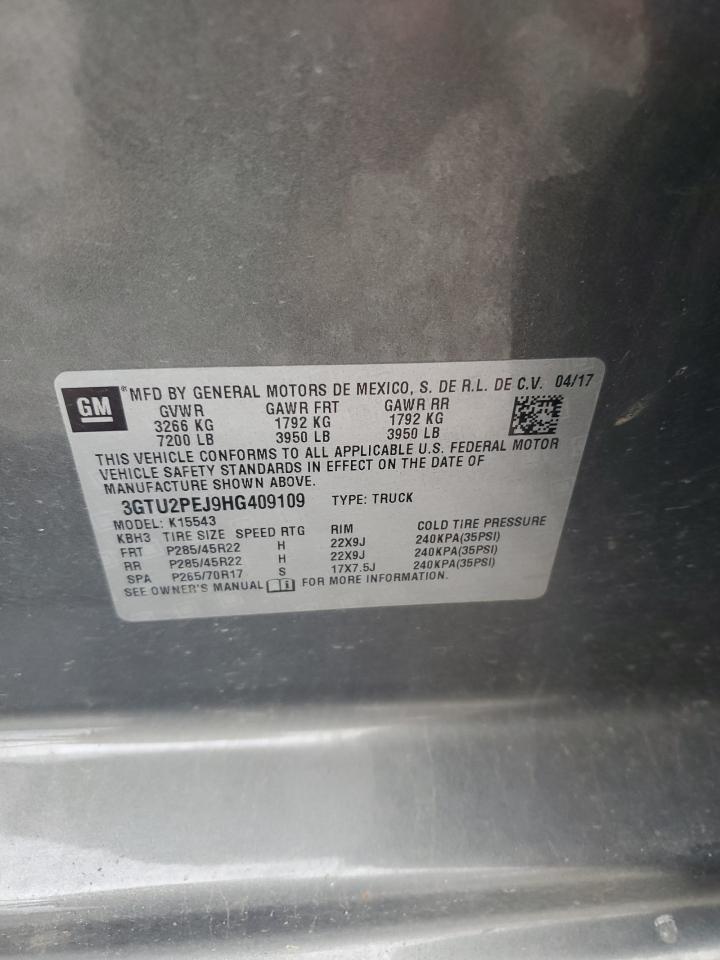 GM ® MFD BY GENERAL MOTORS DE MEXICO, S. DE R.L. DE C.V. 04/17
GVWR GAWR FRT GAWR RR
3266 KG 1792 KG 1792 KG
7200 LB 3950 LB 3950 LB
THIS VEHICLE CONFORMS TO ALL APPLICABLE U.S. FEDERAL MOTOR
VEHICLE SAFETY STANDARDS IN EFFECT ON THE DATE OF
MANUFACTURE SHOWN ABOVE.
3GTU2PEJ9HG409109 TYPE: TRUCK
MODEL: K15543
KBH3 TIRE SIZE SPEED RTG RIM COLD TIRE PRESSURE
FRT P285/45R22 H 22X9J 240KPA(35PSI)
RR P285/45R22 H 22X9J 240KPA(35PSI)
SPA P265/70R17 S 17X7.5J 240KPA(35PSI)
SEE OWNER'S MANUAL FOR MORE INFORMATION.